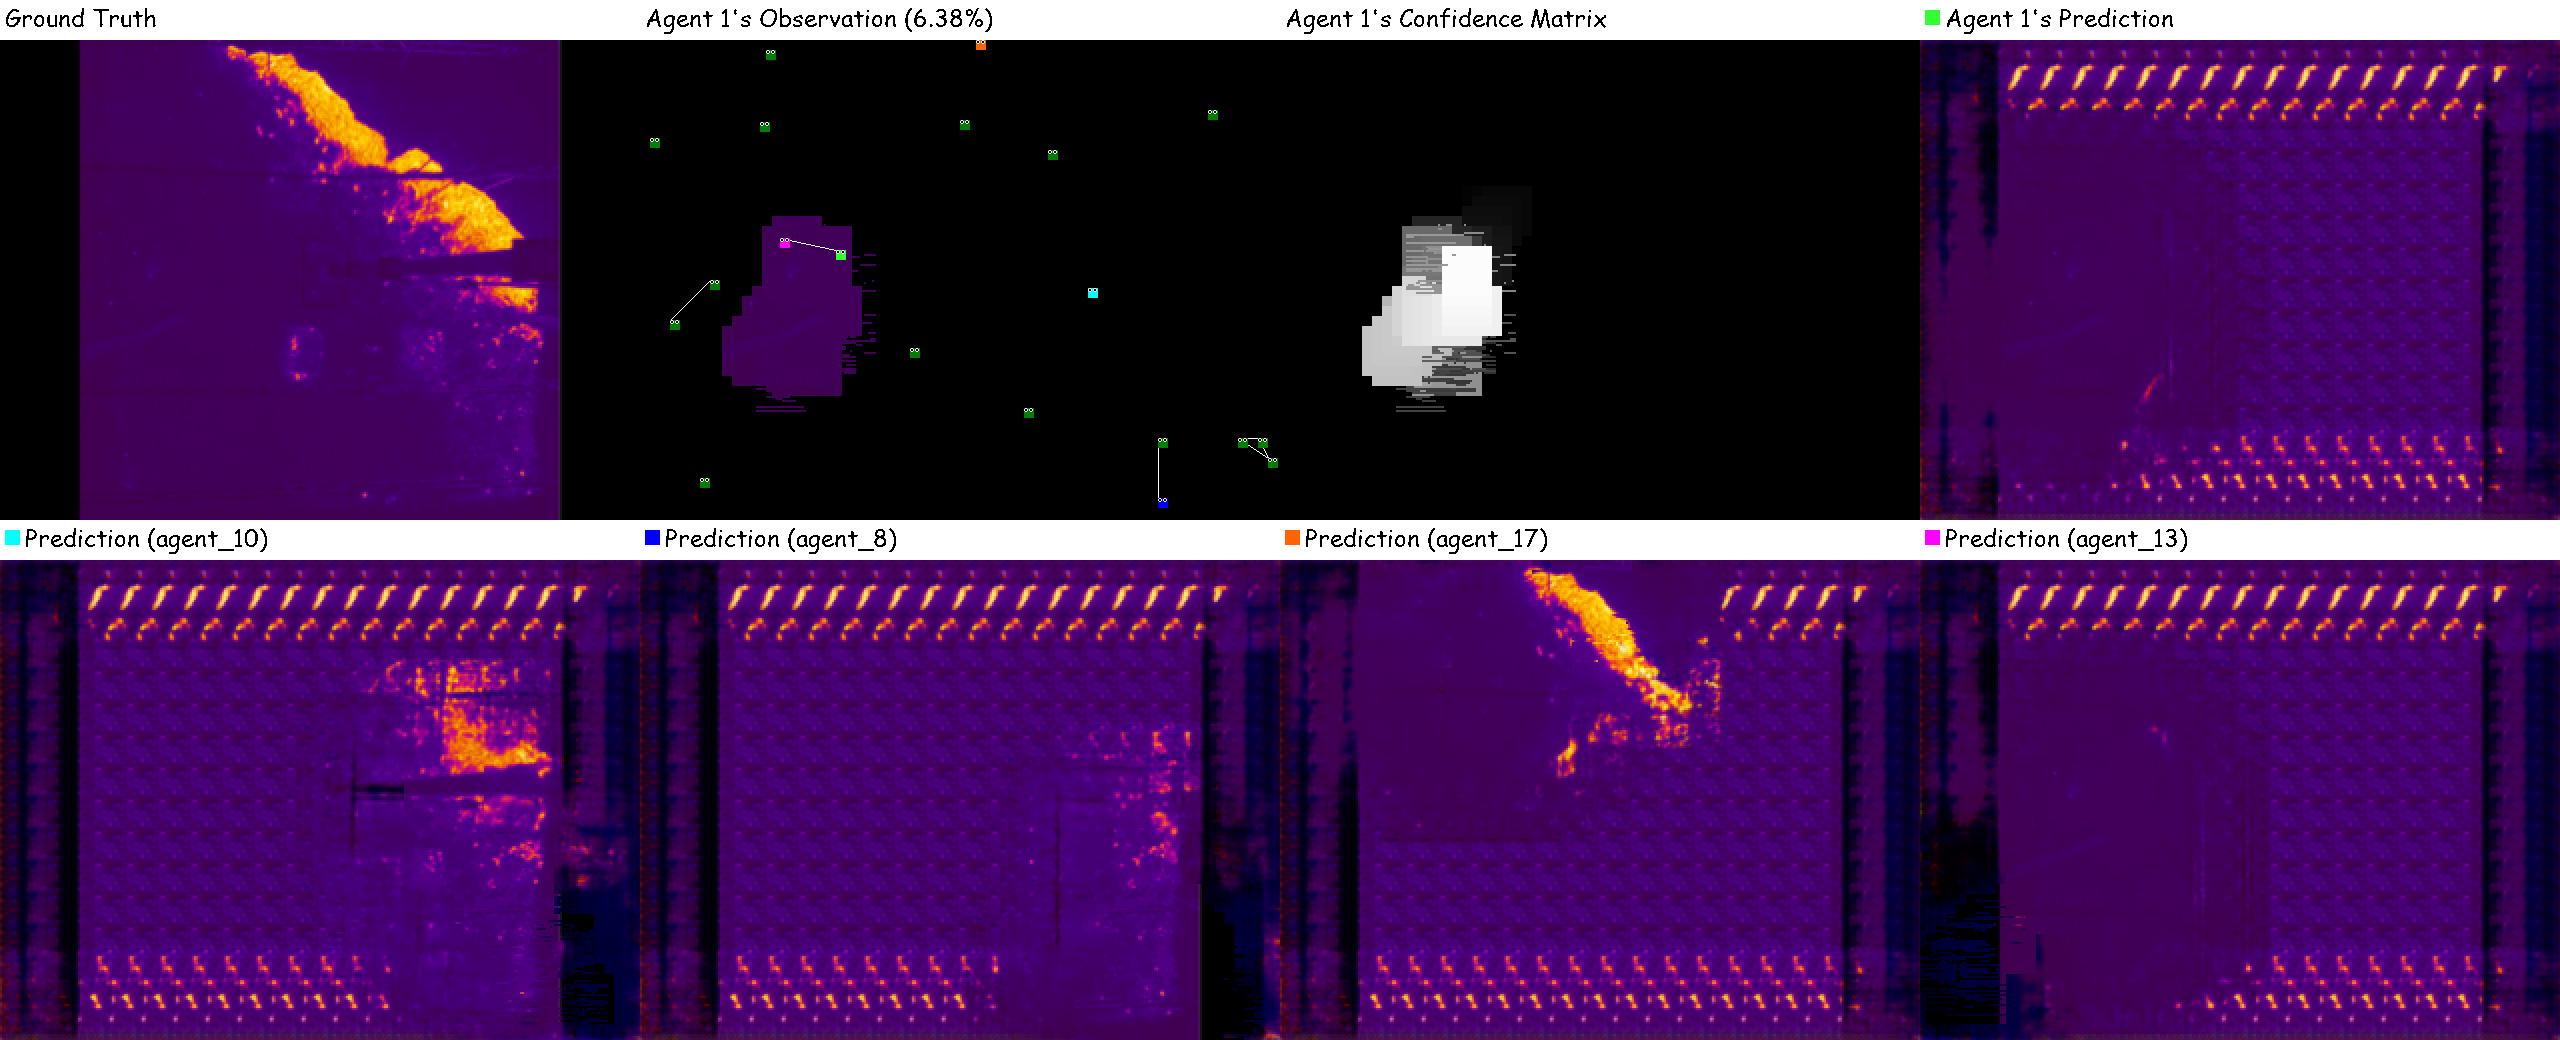 Ground Truth
Agent 1's Observation (6.38%)
Agent 1's Confidence Matrix
Agent 1's Prediction
Prediction (agent_10)
Prediction (agent_8)
Prediction (agent_17)
Prediction (agent_13)